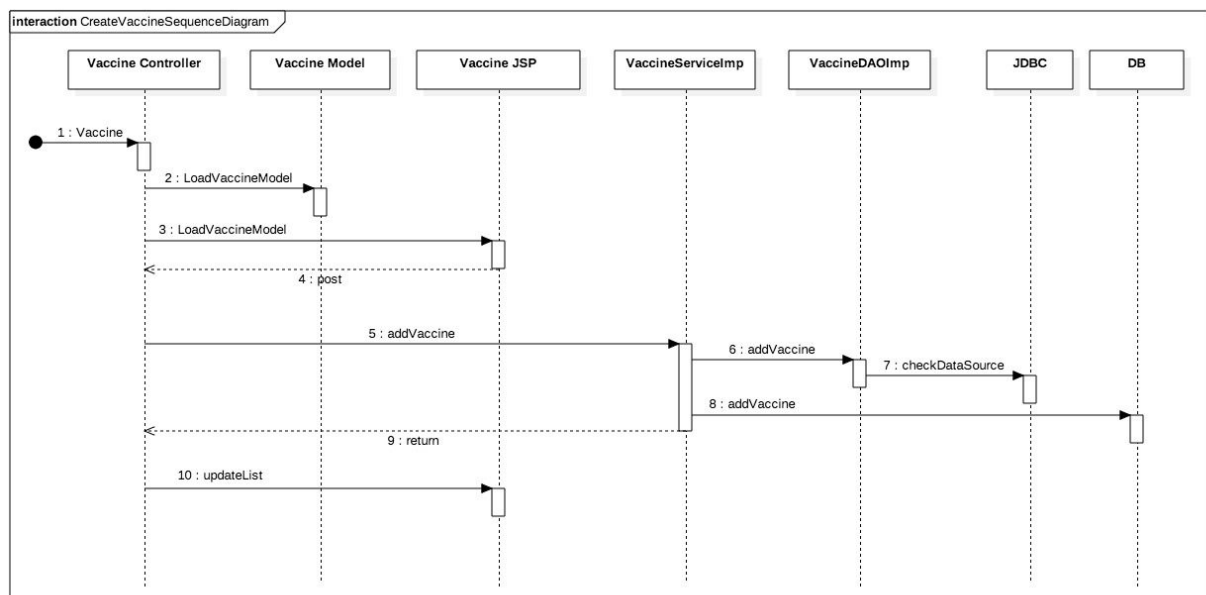 interaction CreateVaccineSequenceDiagram
Vaccine Controller
Vaccine Model
Vaccine JSP
VaccineServiceImp
VaccineDAOImp
JDBC
DB
1 : Vaccine
2 : LoadVaccineModel
3 : LoadVaccineModel
4 : post
5 : addVaccine
6 : addVaccine
7 : checkDataSource
8 : addVaccine
9 : return
10 : updateList